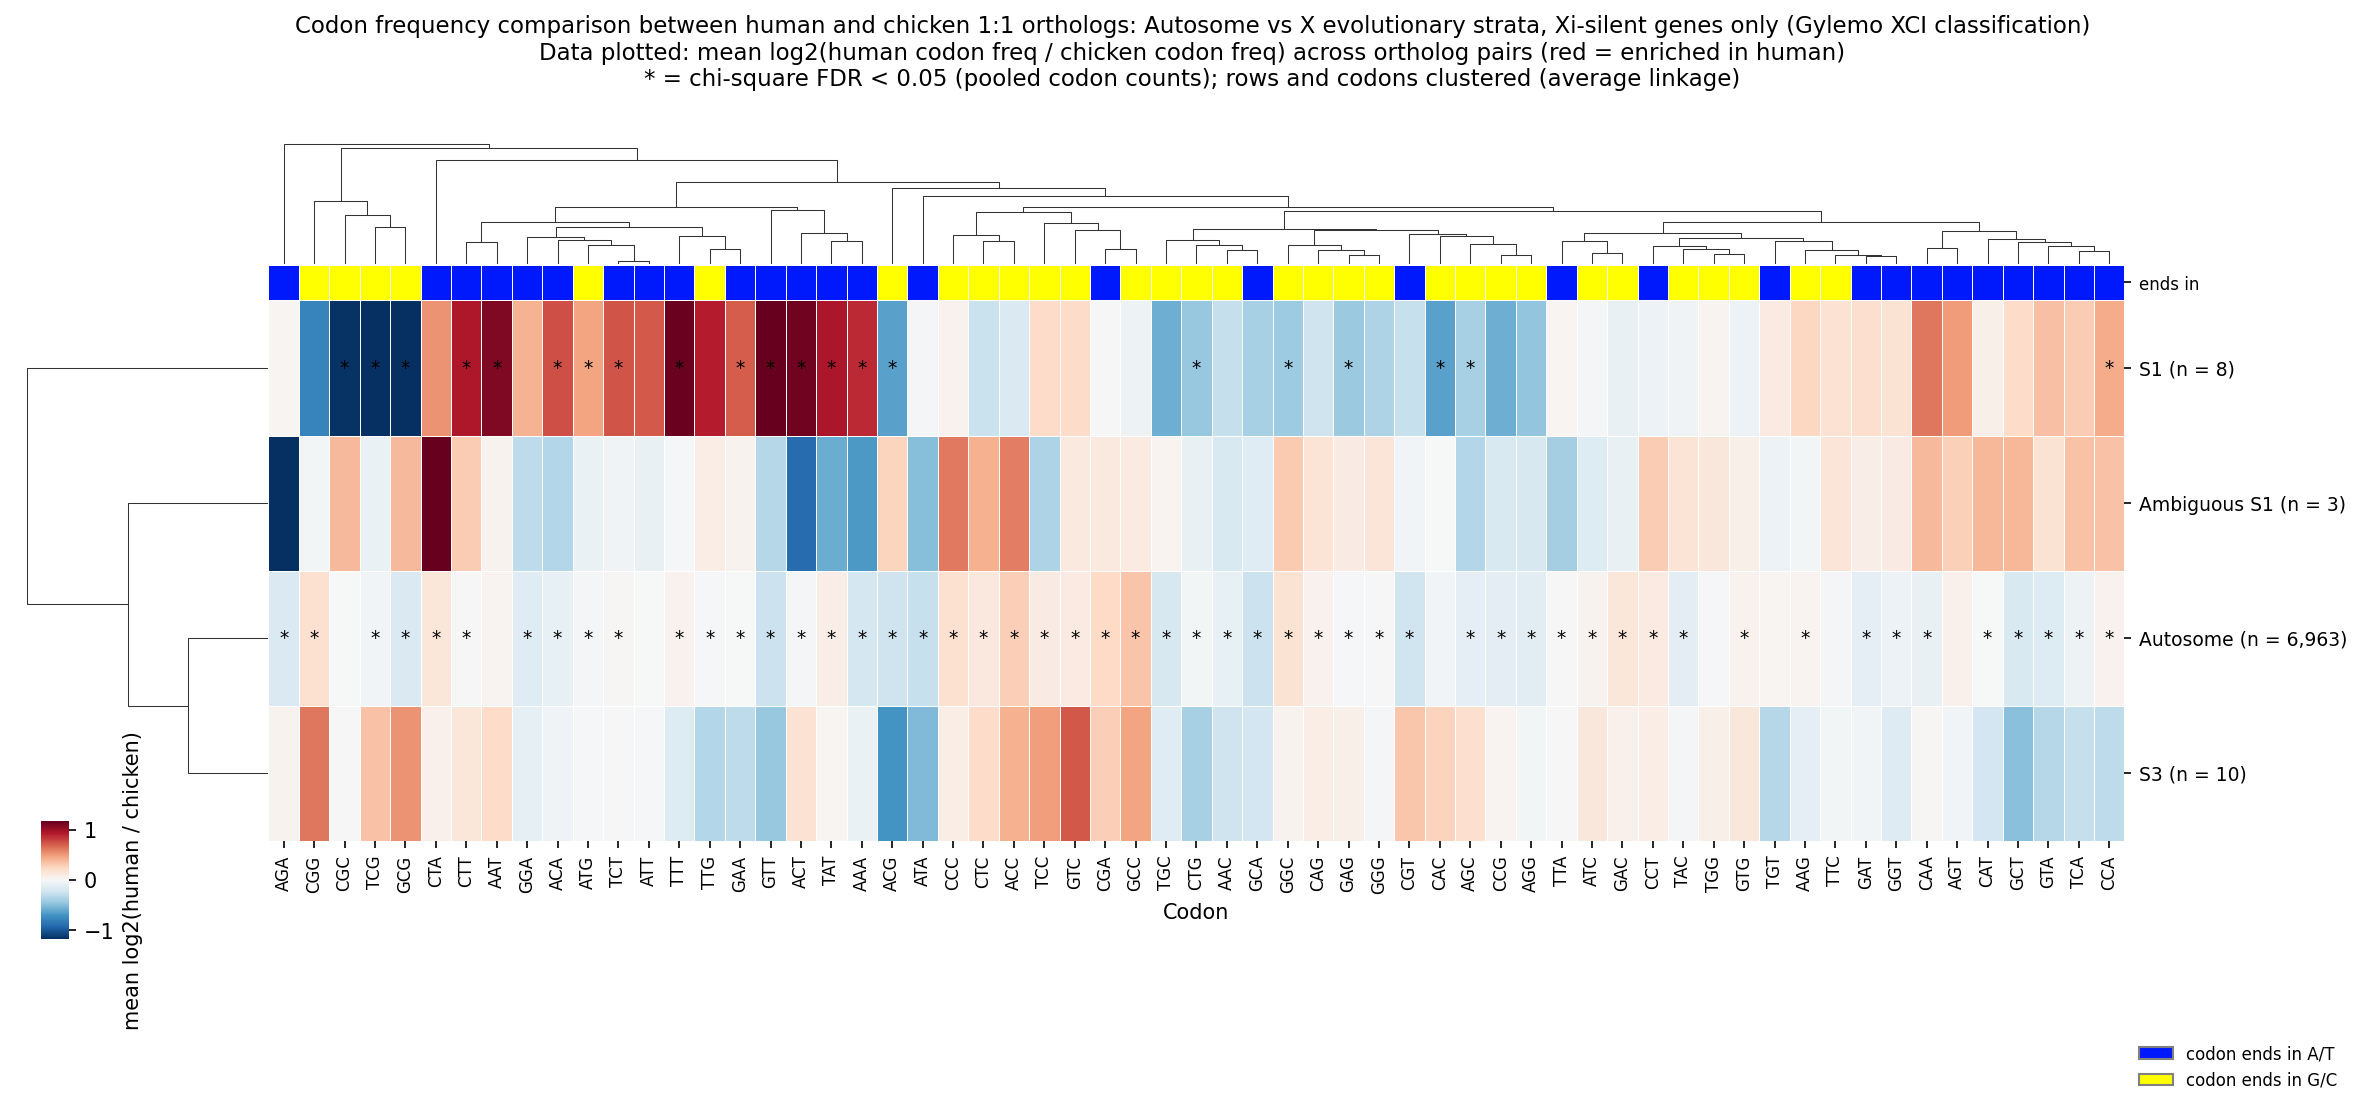 Codon frequency comparison between human and chicken 1:1 orthologs: Autosome vs X evolutionary strata, Xi-silent genes only (Gylemo XCI classification)
Data plotted: mean log2(human codon freq / chicken codon freq) across ortholog pairs (red = enriched in human)
* = chi-square FDR < 0.05 (pooled codon counts); rows and codons clustered (average linkage)
ends in
* * * * * * * * * * * * * * * * * * * * * *
S1 (n = 8)
Ambiguous S1 (n = 3)
* * * * * * * * * * * * * * * * * * * * * * * * * * * * * * * * * * * * * * * * * * * * * * * * * *
Autosome (n = 6,963)
S3 (n = 10)
AGA CGG CGC TCG GCG CTA CTT AAT GGA ACA ATG TCT ATT TTT TTG GAA GTT ACT TAT AAA ACG ATA CCC CTC ACC TCC GTC CGA GCC TGC CTG AAC GCA GGC CAG GAG GGG CGT CAC AGC CCG AGG TTA ATC GAC CCT TAC TGG GTG TGT AAG TTC GAT GGT CAA AGT CAT GCT GTA TCA CCA
Codon
1
0
−1
mean log2(human / chicken)
codon ends in A/T
codon ends in G/C